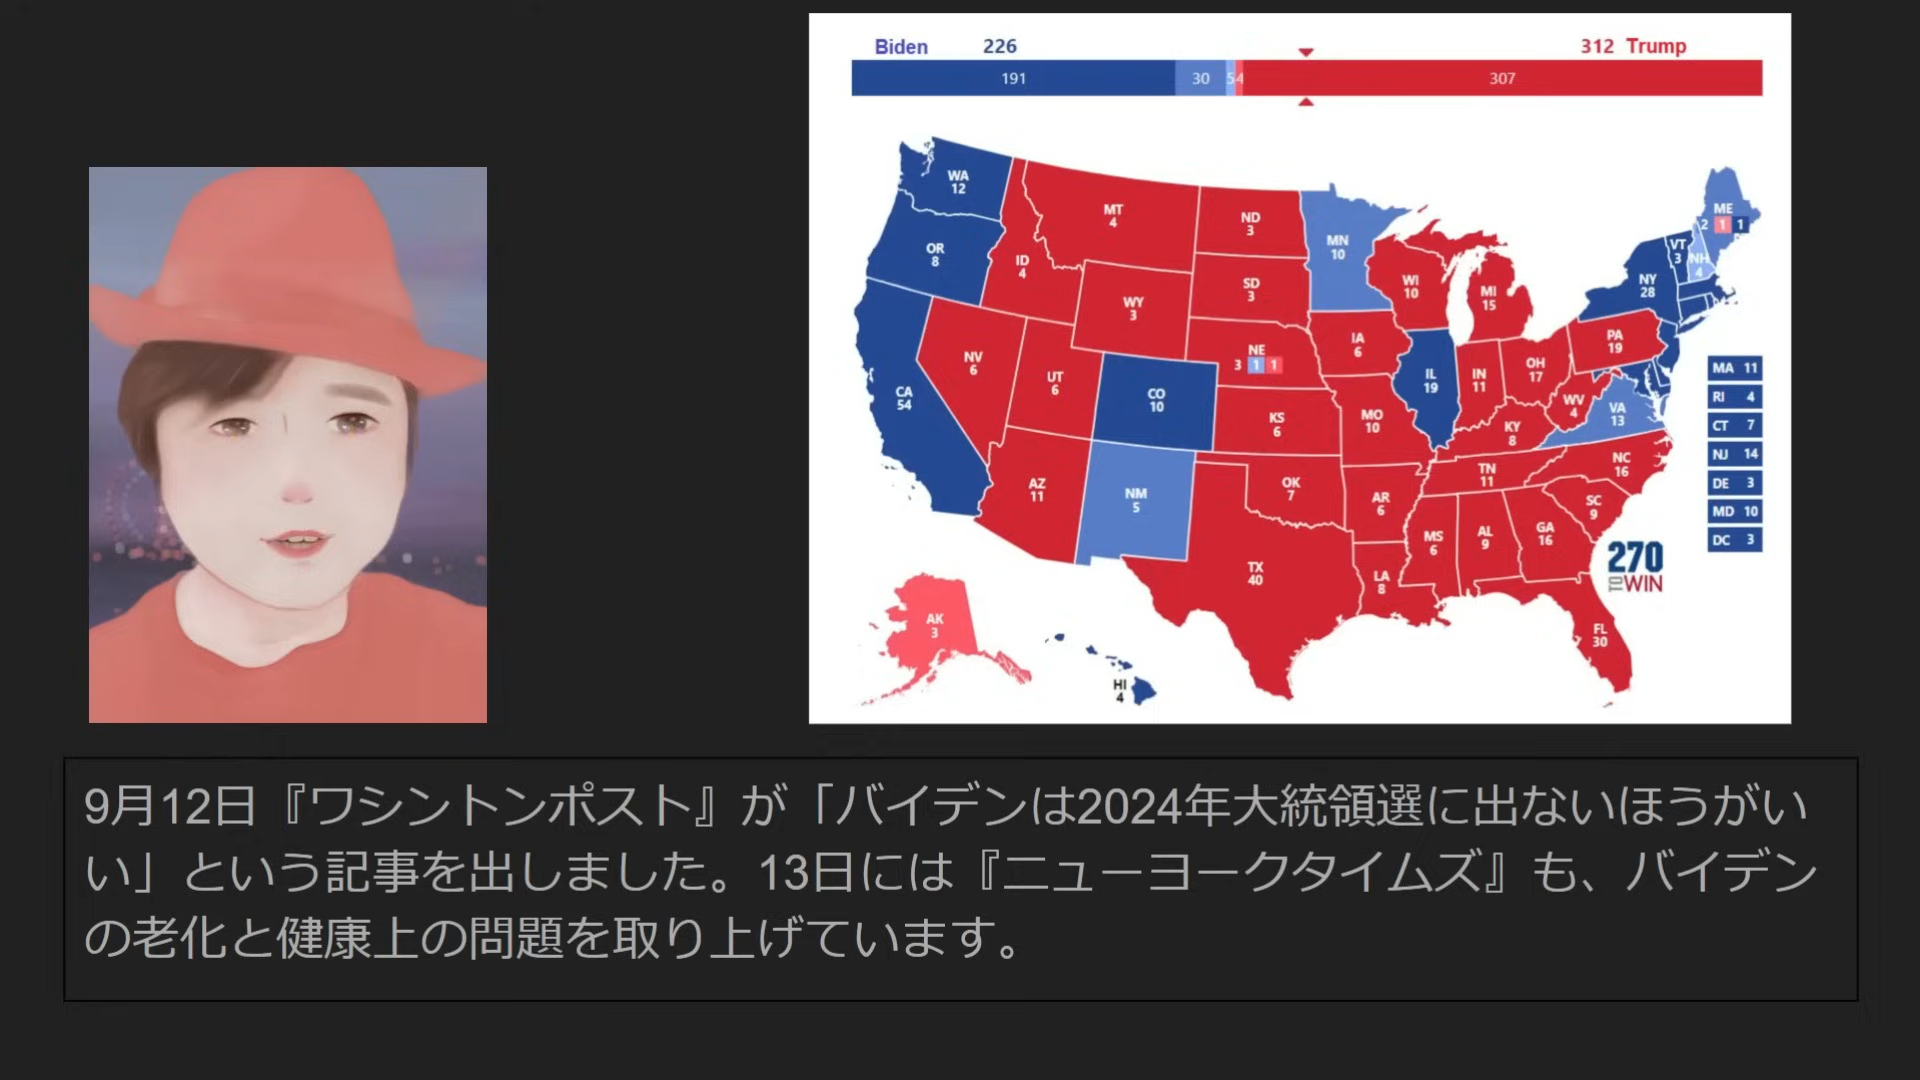 Biden 226 312 Trump
191 30 54 307
WA
12
OR
8
CA
54
ID
4
NV
6
MT
4
WY
3
UT
6
AZ
11
CO
10
NM
5
ND
3
SD
3
NE
3 1 1
KS
6
OK
7
TX
40
MN
10
IA
6
MO
10
AR
6
LA
8
WI
10
IL
19
MI
15
IN
11
OH
17
KY
8
TN
11
MS
6
AL
9
GA
16
FL
30
SC
9
NC
16
VA
13
WV
4
PA
19
NY
28
VT
3
NH
4
ME
2 1 1
MA 11
RI 4
CT 7
NJ 14
DE 3
MD 10
DC 3
AK
3
HI
4
270
TO WIN
9月12日『ワシントンポスト』が「バイデンは2024年大統領選に出ないほうがい
い」という記事を出しました。13日には『ニューヨークタイムズ』も、バイデン
の老化と健康上の問題を取り上げています。